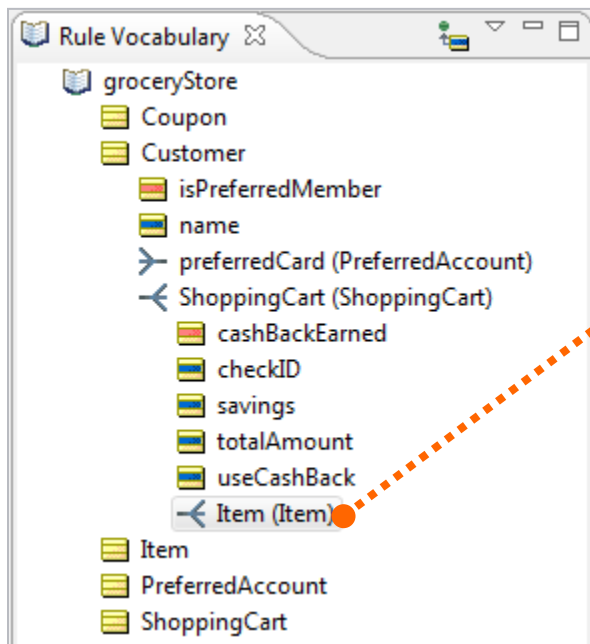 Rule Vocabulary
groceryStore
Coupon
Customer
isPreferredMember
name
preferredCard (PreferredAccount)
ShoppingCart (ShoppingCart)
cashBackEarned
checkID
savings
totalAmount
useCashBack
Item (Item)
Item
PreferredAccount
ShoppingCart